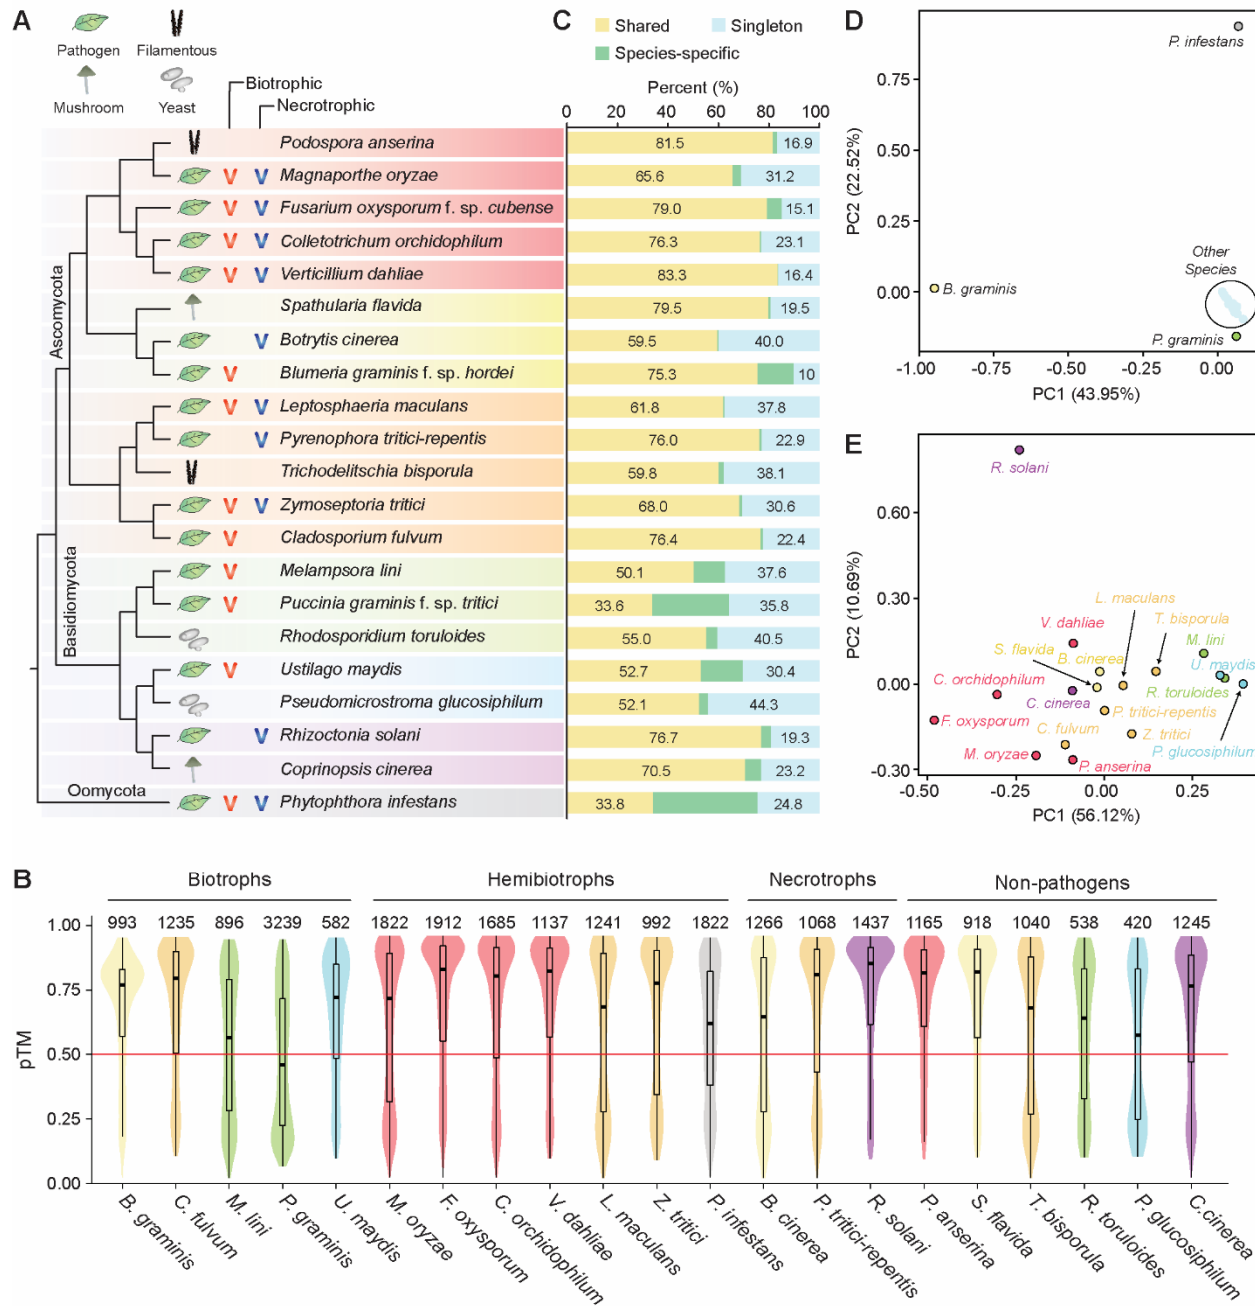 A
Pathogen
Filamentous
Mushroom
Yeast
Biotrophic
Necrotrophic
Ascomycota
Basidiomycota
Oomycota
Podospora anserina
Magnaporthe oryzae
Fusarium oxysporum f. sp. cubense
Colletotrichum orchidophilum
Verticillium dahliae
Spathularia flavida
Botrytis cinerea
Blumeria graminis f. sp. hordei
Leptosphaeria maculans
Pyrenophora tritici-repentis
Trichodelitschia bisporula
Zymoseptoria tritici
Cladosporium fulvum
Melampsora lini
Puccinia graminis f. sp. tritici
Rhodosporidium toruloides
Ustilago maydis
Pseudomicrostroma glucosiphilum
Rhizoctonia solani
Coprinopsis cinerea
Phytophthora infestans
C
Shared
Singleton
Species-specific
Percent (%)
0 20 40 60 80 100
81.5 16.9
65.6 31.2
79.0 15.1
76.3 23.1
83.3 16.4
79.5 19.5
59.5 40.0
75.3 10
61.8 37.8
76.0 22.9
59.8 38.1
68.0 30.6
76.4 22.4
50.1 37.6
33.6 35.8
55.0 40.5
52.7 30.4
52.1 44.3
76.7 19.3
70.5 23.2
33.8 24.8
D
P. infestans
B. graminis
Other
Species
P. graminis
PC2 (22.52%)
0.75
0.50
0.25
0.00
-1.00 -0.75 -0.50 -0.25 0.00
PC1 (43.95%)
E
R. solani
L. maculans
V. dahliae
T. bisporula
S. flavida
B. cinerea
M. lini
U. maydis
C. orchidophilum
C. cinerea
R. toruloides
F. oxysporum
P. tritici-repentis
C. fulvum
Z. tritici
M. oryzae
P. anserina
P. glucosiphilum
PC2 (10.69%)
0.60
0.30
0.00
-0.30
-0.50 -0.25 0.00 0.25
PC1 (56.12%)
B
Biotrophs
Hemibiotrophs
Necrotrophs
Non-pathogens
993 1235 896 3239 582 1822 1912 1685 1137 1241 992 1822 1266 1068 1437 1165 918 1040 538 420 1245
pTM
1.00
0.75
0.50
0.25
0.00
B. graminis
C. fulvum
M. lini
P. graminis
U. maydis
M. oryzae
F. oxysporum
C. orchidophilum
V. dahliae
L. maculans
Z. tritici
P. infestans
B. cinerea
P. tritici-repentis
R. solani
P. anserina
S. flavida
T. bisporula
R. toruloides
P. glucosiphilum
C.cinerea